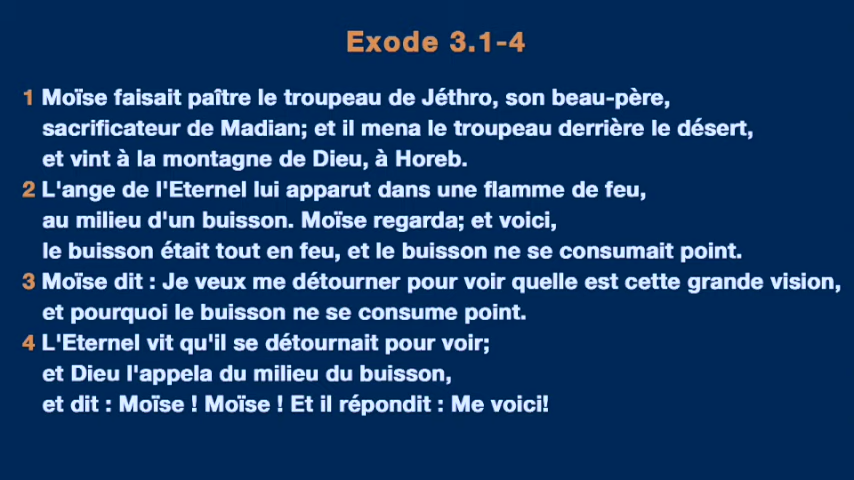 Exode 3.1-4
1 Moïse faisait paître le troupeau de Jéthro, son beau-père,
sacrificateur de Madian; et il mena le troupeau derrière le désert,
et vint à la montagne de Dieu, à Horeb.
2 L'ange de l'Eternel lui apparut dans une flamme de feu,
au milieu d'un buisson. Moïse regarda; et voici,
le buisson était tout en feu, et le buisson ne se consumait point.
3 Moïse dit : Je veux me détourner pour voir quelle est cette grande vision,
et pourquoi le buisson ne se consume point.
4 L'Eternel vit qu'il se détournait pour voir;
et Dieu l'appela du milieu du buisson,
et dit : Moïse ! Moïse ! Et il répondit : Me voici!